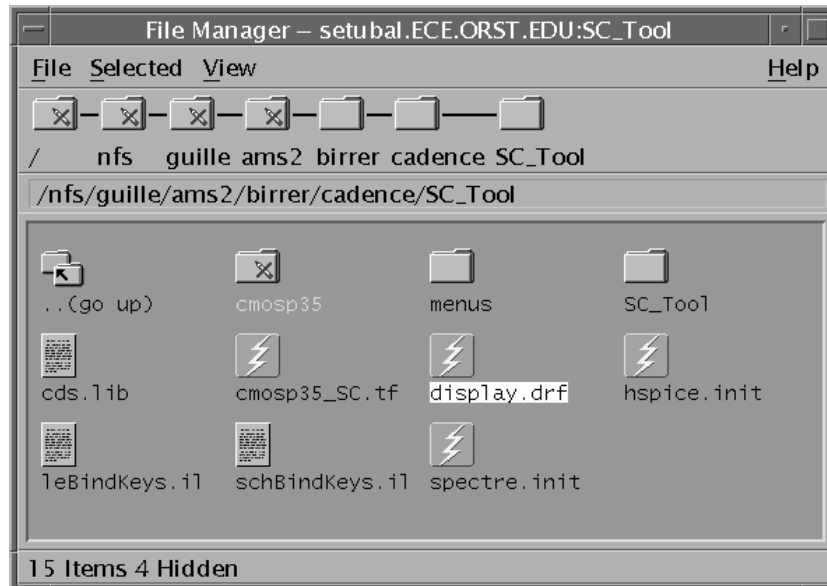 File Manager – setubal.ECE.ORST.EDU:SC_Tool
File Selected View Help
/ nfs guille ams2 birrer cadence SC_Tool
/nfs/guille/ams2/birrer/cadence/SC_Tool
..(go up) cmosp35 menus SC_Tool
cds.lib cmosp35_SC.tf display.drf hspice.init
leBindKeys.il schBindKeys.il spectre.init
15 Items 4 Hidden